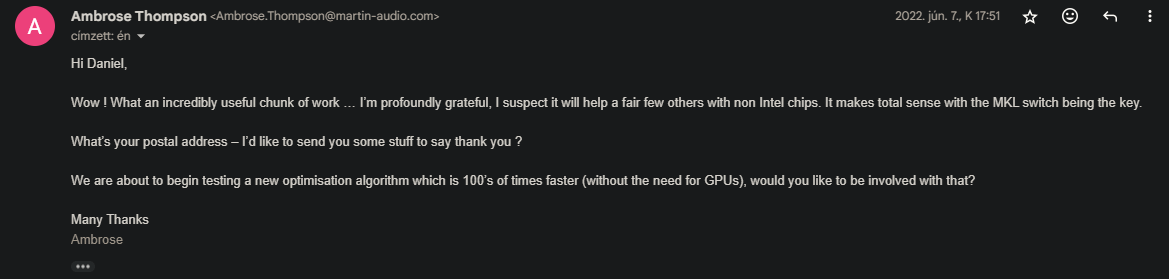 A
Ambrose Thompson <Ambrose.Thompson@martin-audio.com>
2022. jún. 7., K 17:51
címzett: én
Hi Daniel,
Wow ! What an incredibly useful chunk of work … I'm profoundly grateful, I suspect it will help a fair few others with non Intel chips. It makes total sense with the MKL switch being the key.
What's your postal address – I'd like to send you some stuff to say thank you ?
We are about to begin testing a new optimisation algorithm which is 100's of times faster (without the need for GPUs), would you like to be involved with that?
Many Thanks
Ambrose